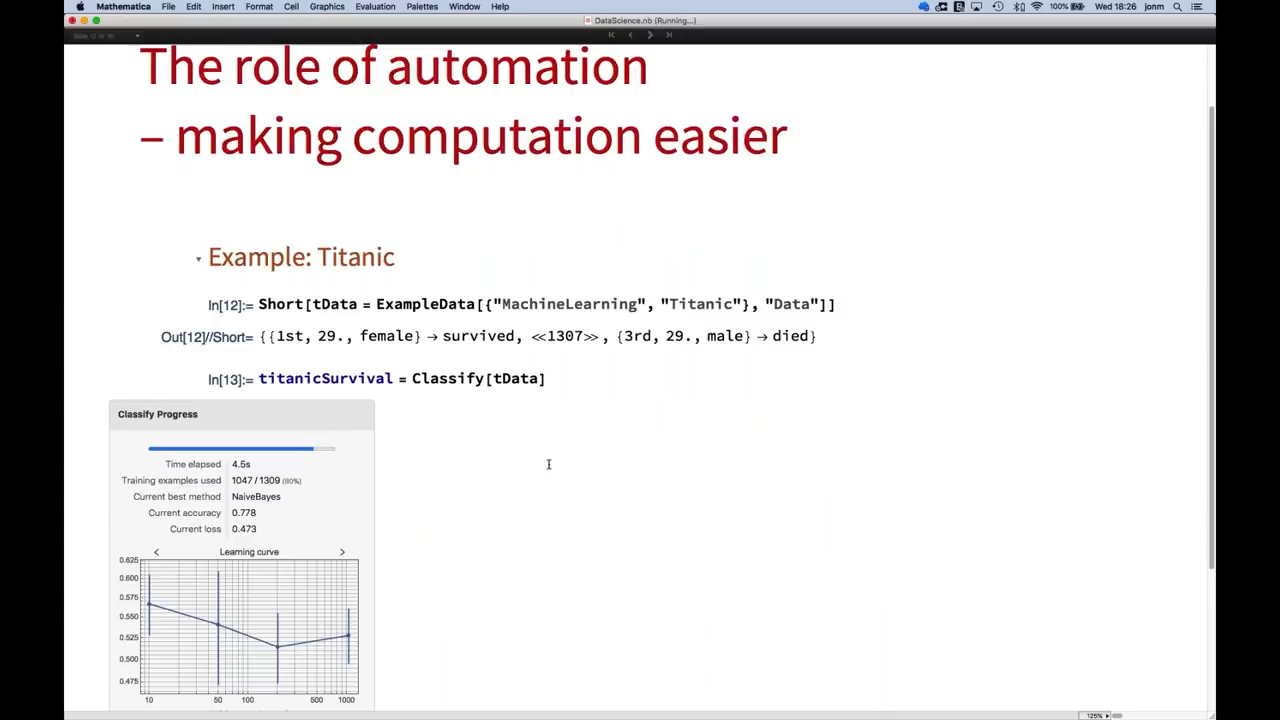 Mathematica File Edit Insert Format Cell Graphics Evaluation Palettes Window Help 100% Wed 18:26 jonm
DataScience.nb (Running...)
The role of automation
– making computation easier
Example: Titanic
In[12]:= Short[tData = ExampleData[{"MachineLearning", "Titanic"}, "Data"]]
Out[12]//Short= {{1st, 29., female} → survived, <<1307>>, {3rd, 29., male} → died}
In[13]:= titanicSurvival = Classify[tData]
Classify Progress
Time elapsed 4.5s
Training examples used 1047 / 1309 (80%)
Current best method NaiveBayes
Current accuracy 0.778
Current loss 0.473
< Learning curve >
0.625
0.600
0.575
0.550
0.525
0.500
0.475
10 50 100 500 1000
125%